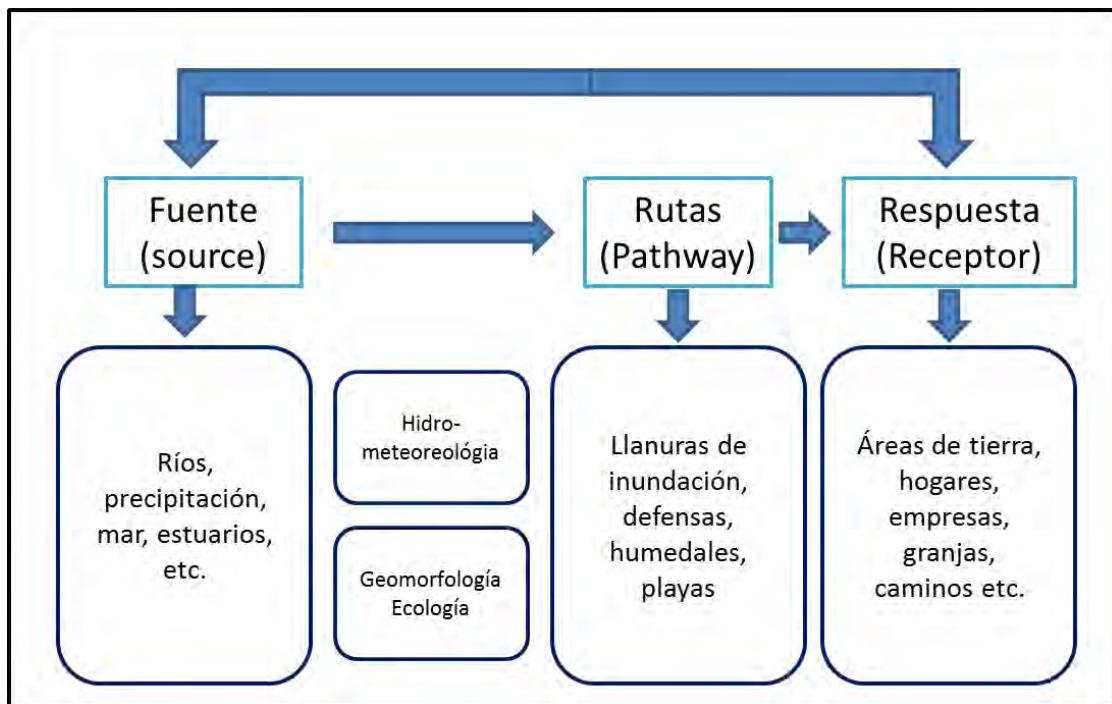 Fuente
(source)
Rutas
(Pathway)
Respuesta
(Receptor)
Ríos,
precipitación,
mar, estuarios,
etc.
Hidro-
meteoreológia
Geomorfología
Ecología
Llanuras de
inundación,
defensas,
humedales,
playas
Áreas de tierra,
hogares,
empresas,
granjas,
caminos etc.